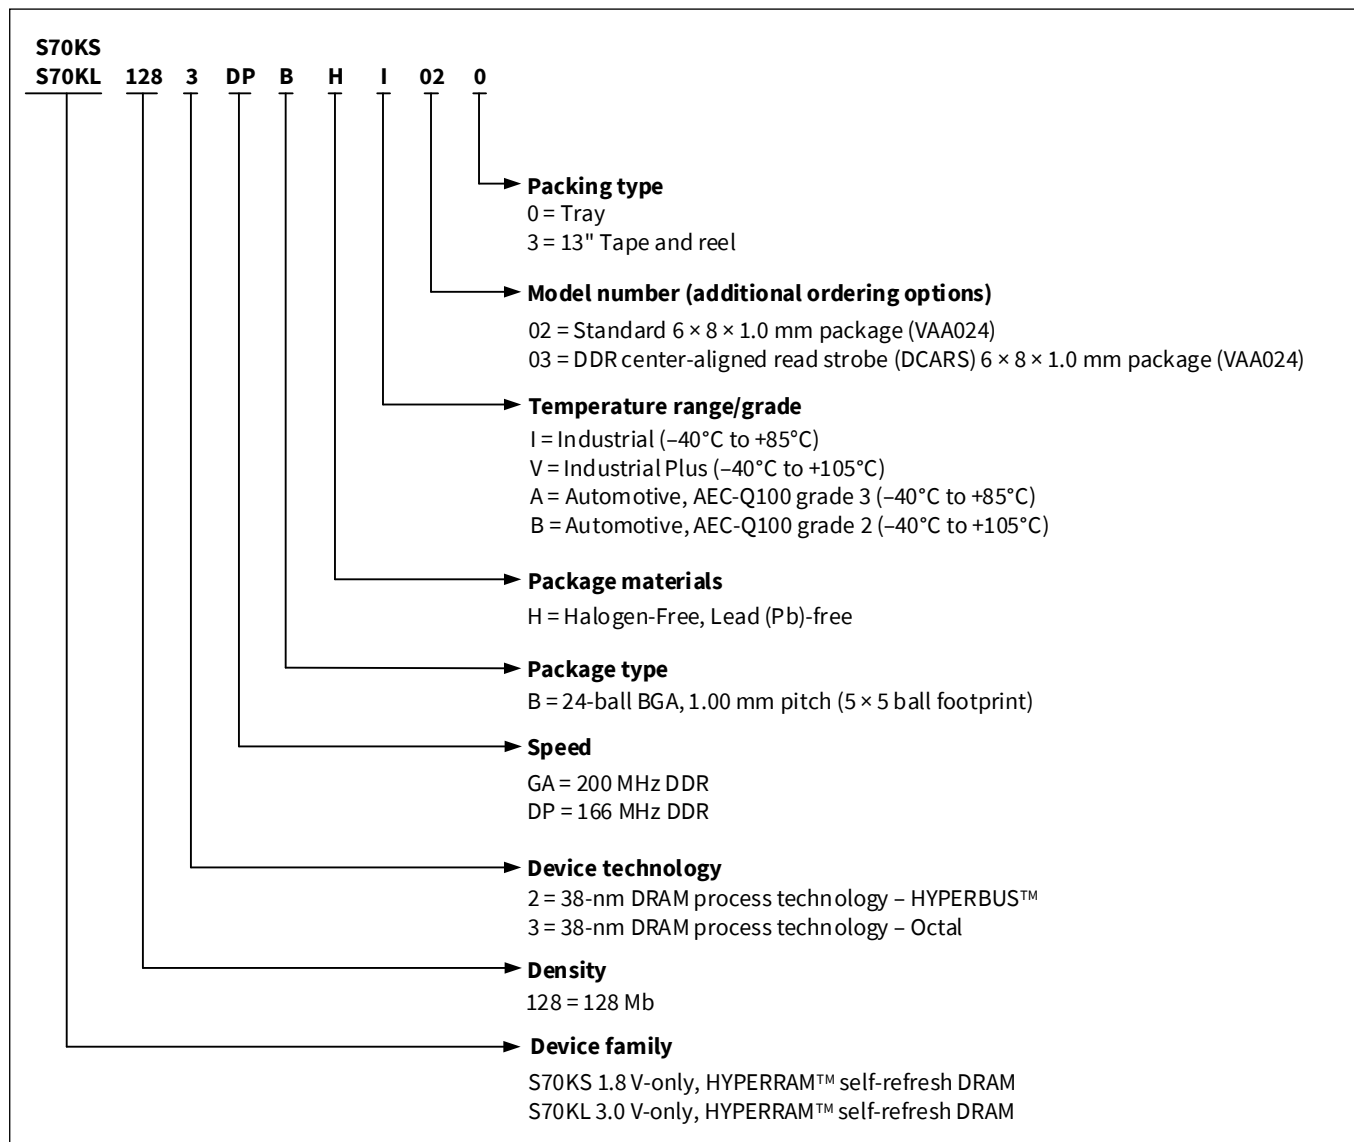 S70KS
S70KL 128 3 DP B H I 02 0
Packing type
0 = Tray
3 = 13" Tape and reel
Model number (additional ordering options)
02 = Standard 6 × 8 × 1.0 mm package (VAA024)
03 = DDR center-aligned read strobe (DCARS) 6 × 8 × 1.0 mm package (VAA024)
Temperature range/grade
I = Industrial (–40°C to +85°C)
V = Industrial Plus (–40°C to +105°C)
A = Automotive, AEC-Q100 grade 3 (–40°C to +85°C)
B = Automotive, AEC-Q100 grade 2 (–40°C to +105°C)
Package materials
H = Halogen-Free, Lead (Pb)-free
Package type
B = 24-ball BGA, 1.00 mm pitch (5 × 5 ball footprint)
Speed
GA = 200 MHz DDR
DP = 166 MHz DDR
Device technology
2 = 38-nm DRAM process technology – HYPERBUS™
3 = 38-nm DRAM process technology – Octal
Density
128 = 128 Mb
Device family
S70KS 1.8 V-only, HYPERRAM™ self-refresh DRAM
S70KL 3.0 V-only, HYPERRAM™ self-refresh DRAM